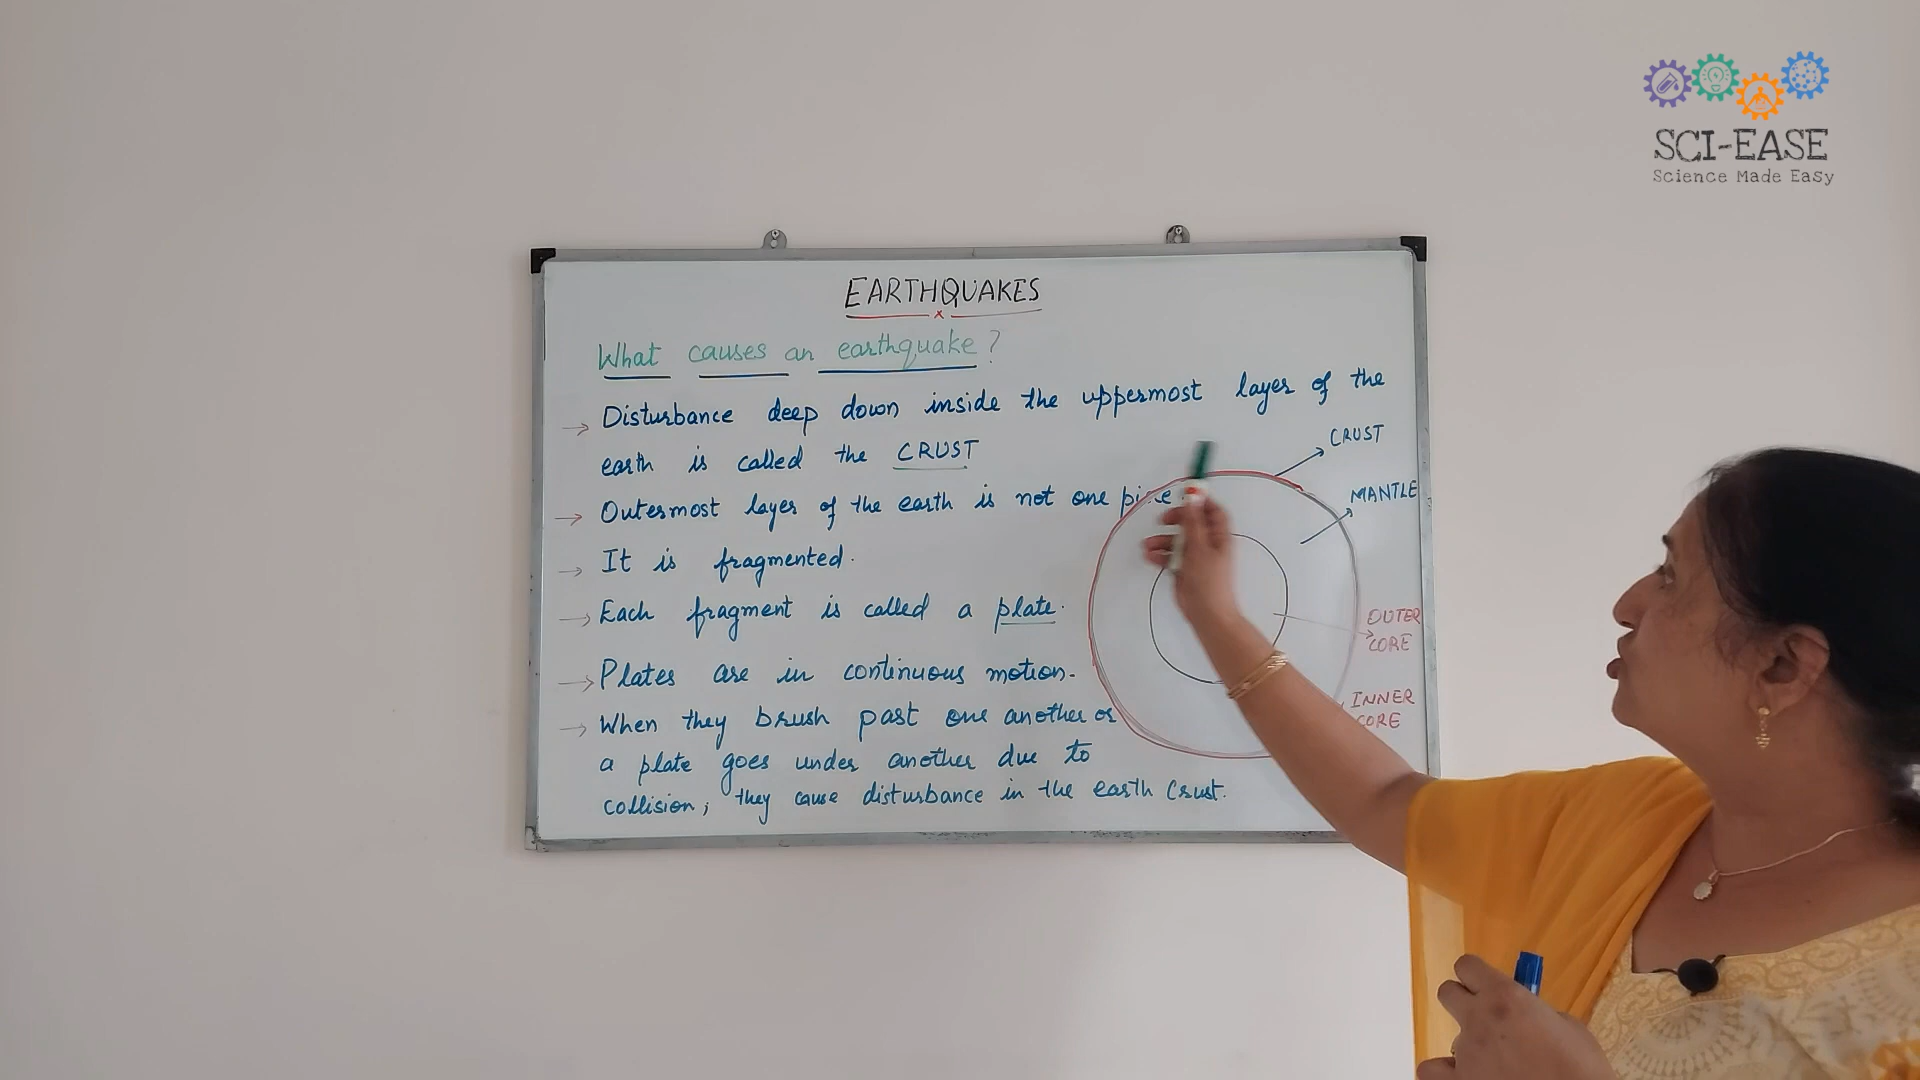 SCI-EASE
Science Made Easy
EARTHQUAKES
What causes an earthquake?
→ Disturbance deep down inside the uppermost layer of the
earth is called the CRUST
→ Outermost layer of the earth is not one piece
→ It is fragmented.
→ Each fragment is called a plate.
→ Plates are in continuous motion.
→ When they brush past one another or
a plate goes under another due to
collision, they cause disturbance in the earth crust.
CRUST
MANTLE
OUTER
CORE
INNER
CORE